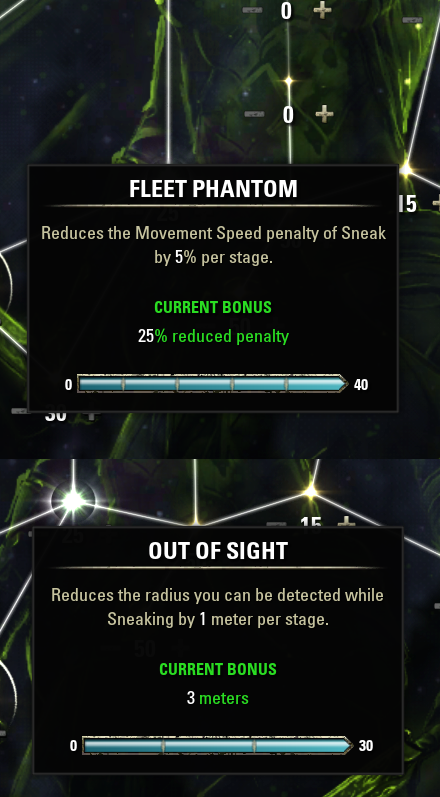 0
0
15
FLEET PHANTOM
Reduces the Movement Speed penalty of Sneak
by 5% per stage.
CURRENT BONUS
25% reduced penalty
0 40
30
15
OUT OF SIGHT
Reduces the radius you can be detected while
Sneaking by 1 meter per stage.
CURRENT BONUS
3 meters
0 30